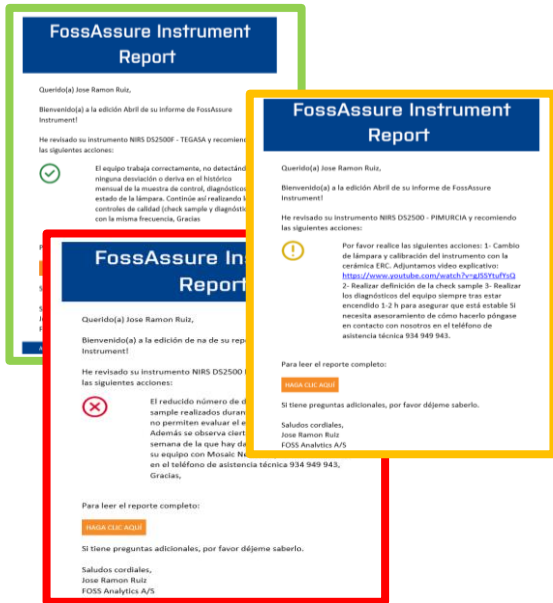 FossAssure Instrument
Report
Querido(a) Jose Ramon Ruiz,
Bienvenido(a) a la edición Abril de su informe de FossAssure
Instrument!
He revisado su instrumento NIRS DS2500F - TEGASA y recomiendo
las siguientes acciones:
El equipo trabaja correctamente, no detectánd
ninguna desviación o deriva en el histórico
mensual de la muestra de control, diagnósticos
estado de la lámpara. Continúe así realizando l
controles de calidad (check sample y diagnósti
con la misma frecuencia, Gracias
FossAssure Instrument
Report
Querido(a) Jose Ramon Ruiz,
Bienvenido(a) a la edición Abril de su informe de FossAssure
Instrument!
He revisado su instrumento NIRS DS2500 - PIMURCIA y recomiendo
las siguientes acciones:
Por favor realice las siguientes acciones: 1- Cambio
de lámpara y calibración del instrumento con la
cerámica ERC. Adjuntamos video explicativo:
https://www.youtube.com/watch?v=gJ5SYtufYsQ
2- Realizar definición de la check sample 3- Realizar
los diagnósticos del equipo siempre tras estar
encendido 1-2 h para asegurar que está estable Si
necesita asesoramiento de cómo hacerlo póngase
en contacto con nosotros en el teléfono de
asistencia técnica 934 949 943.
Para leer el reporte completo:
HAGA CLIC AQUÍ
Si tiene preguntas adicionales, por favor déjeme saberlo.
Saludos cordiales,
Jose Ramon Ruiz
FOSS Analytics A/S
FossAssure In
Report
Querido(a) Jose Ramon Ruiz,
Bienvenido(a) a la edición de na de su repo
Instrument!
He revisado su instrumento NIRS DS2500
las siguientes acciones:
El reducido número de d
sample realizados duran
no permiten evaluar el e
Además se observa ciert
semana de la que hay da
su equipo con Mosaic Ne
en el teléfono de asistencia técnica 934 949 943,
Gracias,
Para leer el reporte completo:
HAGA CLIC AQUÍ
Si tiene preguntas adicionales, por favor déjeme saberlo.
Saludos cordiales,
Jose Ramon Ruiz
FOSS Analytics A/S